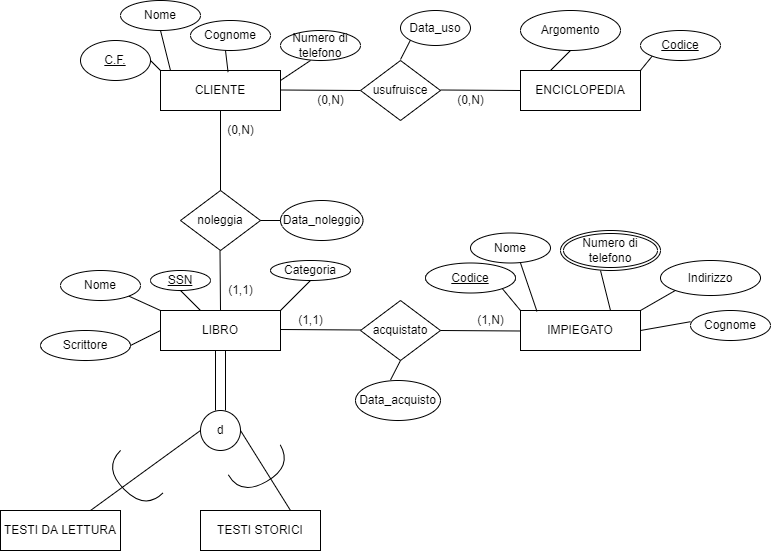 Nome
Cognome
Numero di
telefono
C.F.
CLIENTE
(0,N)
Data_uso
usufruisce
(0,N)
Argomento
Codice
ENCICLOPEDIA
(0,N)
noleggia
Data_noleggio
(1,1)
Nome
SSN
Categoria
Scrittore
LIBRO
(1,1)
acquistato
Data_acquisto
(1,N)
Nome
Codice
Numero di
telefono
Indirizzo
Cognome
IMPIEGATO
d
TESTI DA LETTURA
TESTI STORICI